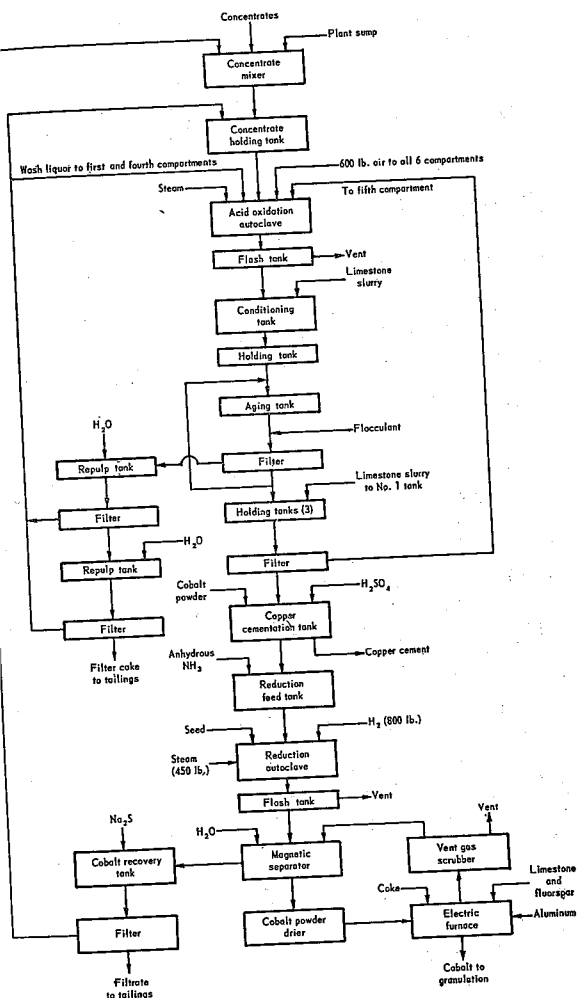 Concentrates
Plant sump
Concentrate
mixer
Concentrate
holding tank
Wash liquor to first and fourth compartments
600 lb. air to all 6 compartments
Steam
To fifth compartment
Acid oxidation
autoclave
Flash tank
Vent
Limestone
slurry
Conditioning
tank
Holding tank
Aging tank
H₂O
Flocculant
Repulp tank
Filter
Limestone slurry
to No. 1 tank
Holding tanks (3)
Filter
H₂O
Repulp tank
Filter
Cobalt
powder
H₂SO₄
Copper
cementation tank
Filter
Copper cement
Filter cake
to tailings
Anhydrous
NH₃
Reduction
feed tank
Seed
H₂ (800 lb.)
Steam
(450 lb.)
Reduction
autoclave
Flash tank
Vent
Vent
Na₂S
H₂O
Cobalt recovery
tank
Magnetic
separator
Vent gas
scrubber
Limestone
and
fluorspar
Coke
Filter
Cobalt powder
drier
Electric
furnace
Aluminum
Filtrate
to tailings
Cobalt to
granulation